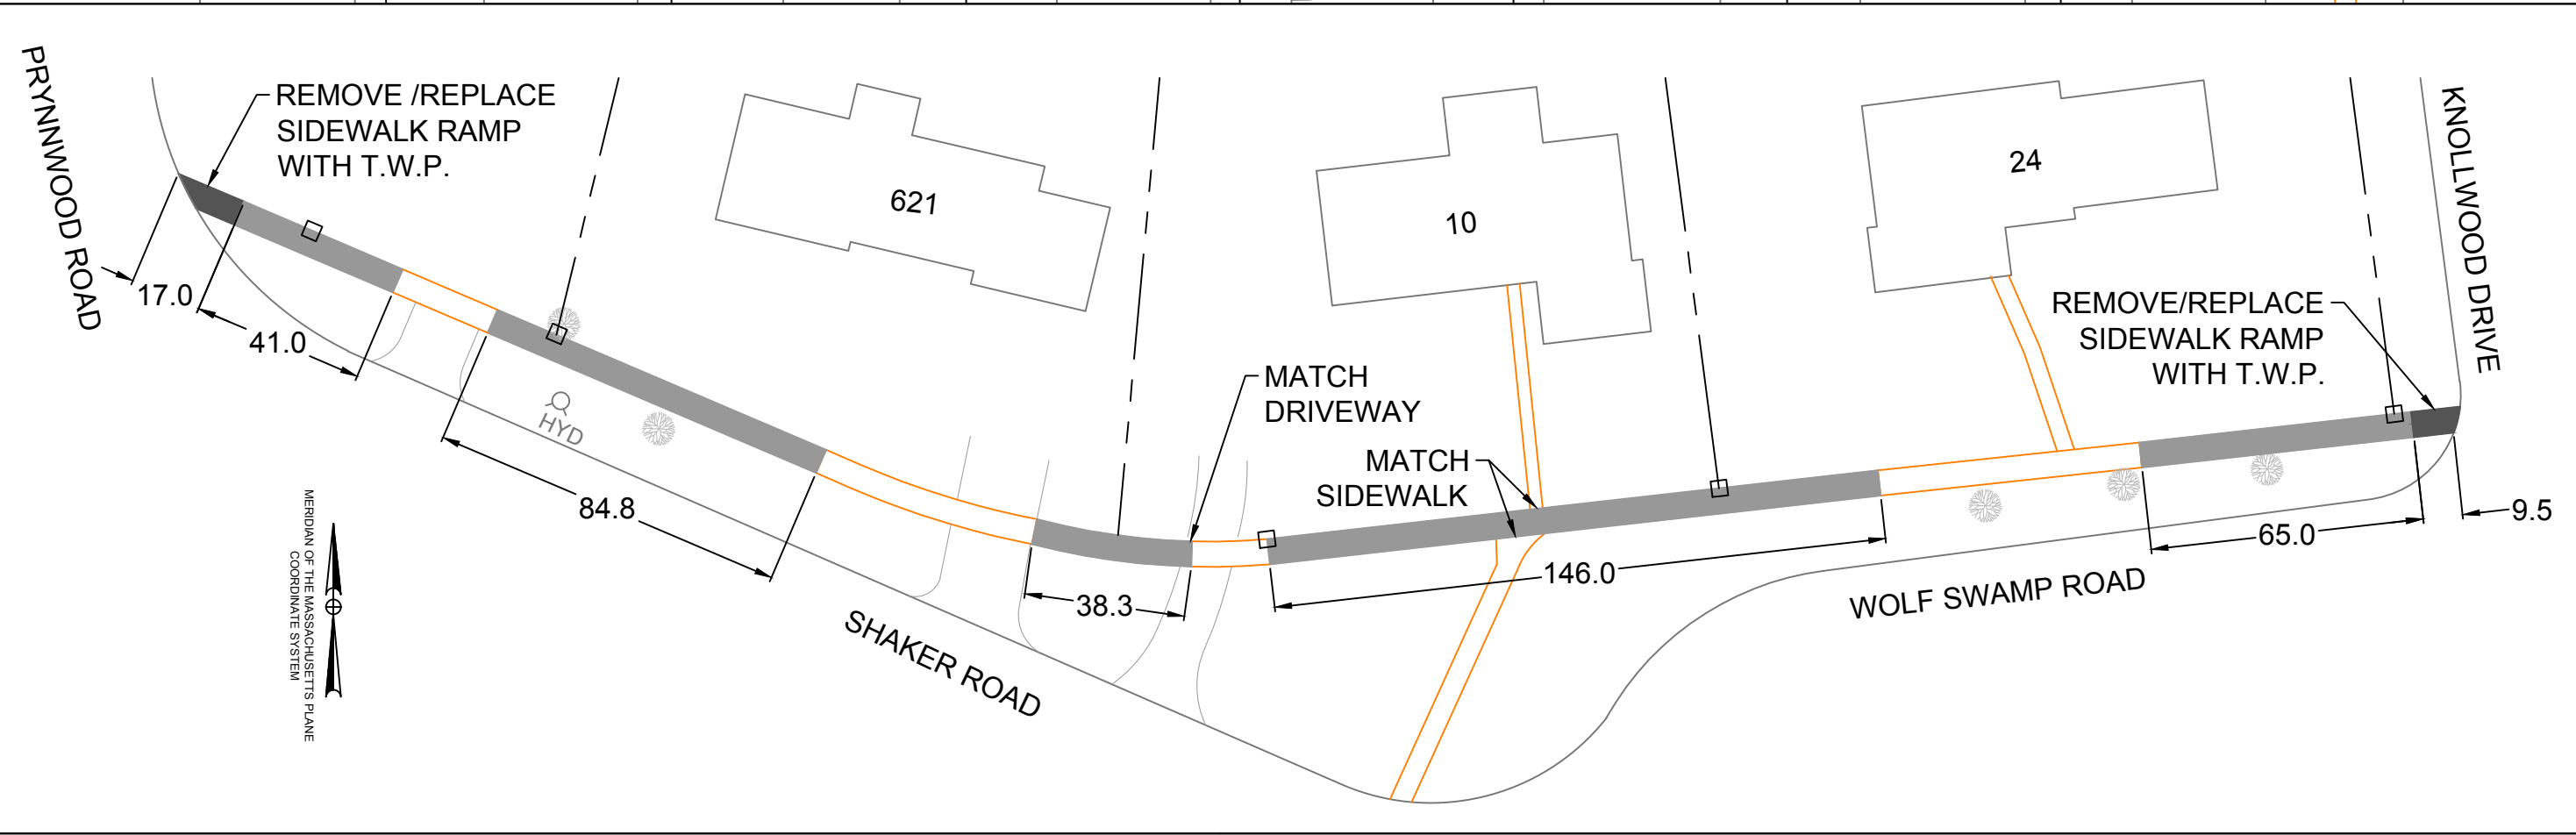 PRYNNWOOD ROAD
REMOVE /REPLACE
SIDEWALK RAMP
WITH T.W.P.
17.0
41.0
621
HYD
84.8
MERIDIAN OF THE MASSACHUSETTS PLANE
COORDINATE SYSTEM
SHAKER ROAD
38.3
MATCH
DRIVEWAY
10
MATCH
SIDEWALK
146.0
24
WOLF SWAMP ROAD
REMOVE/REPLACE
SIDEWALK RAMP
WITH T.W.P.
KNOLLWOOD DRIVE
65.0
9.5